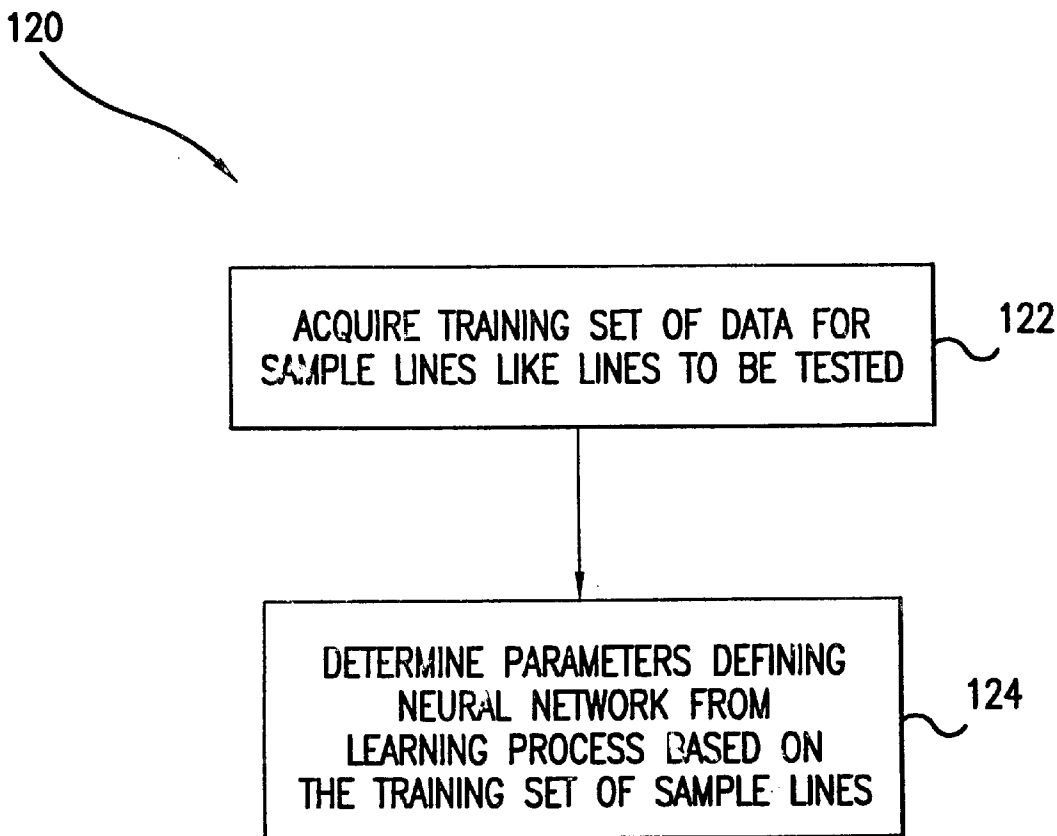 120
ACQUIRE TRAINING SET OF DATA FOR
SAMPLE LINES LIKE LINES TO BE TESTED
122
DETERMINE PARAMETERS DEFINING
NEURAL NETWORK FROM
LEARNING PROCESS BASED ON
THE TRAINING SET OF SAMPLE LINES
124